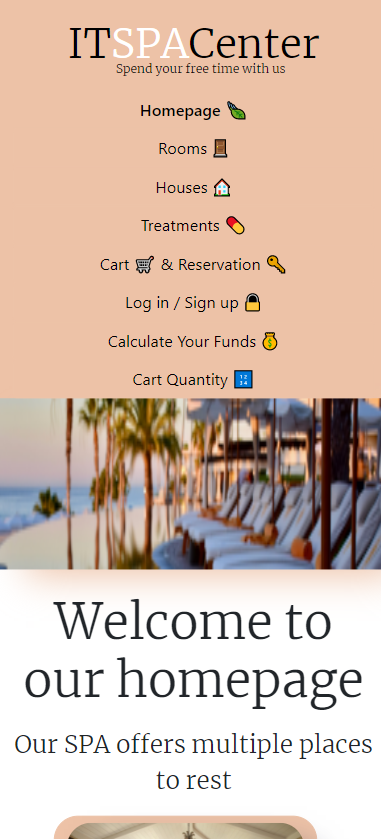 ITSPACenter
Spend your free time with us
Homepage
Rooms
Houses
Treatments
Cart & Reservation
Log in / Sign up
Calculate Your Funds
Cart Quantity
Welcome to
our homepage
Our SPA offers multiple places
to rest